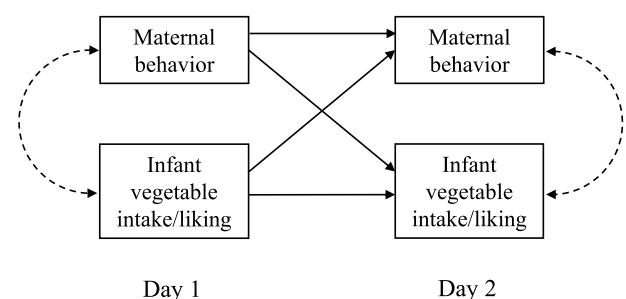 Maternal
behavior
Maternal
behavior
Infant
vegetable
intake/liking
Infant
vegetable
intake/liking
Day 1
Day 2